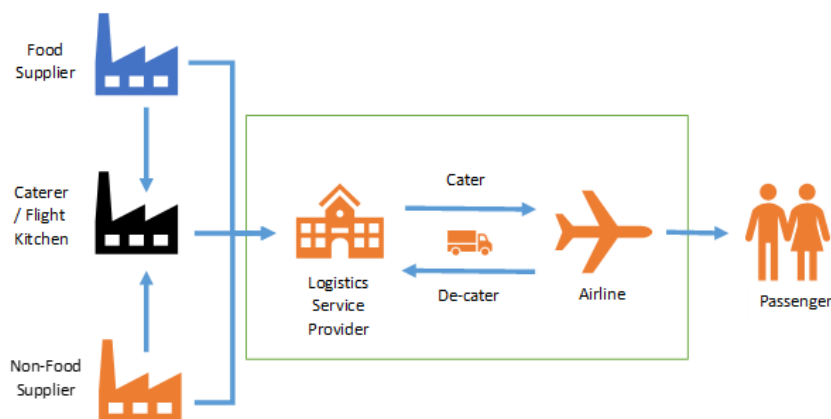 Food
Supplier
Caterer
/ Flight
Kitchen
Non-Food
Supplier
Cater
Logistics
Service
Provider
De-cater
Airline
Passenger